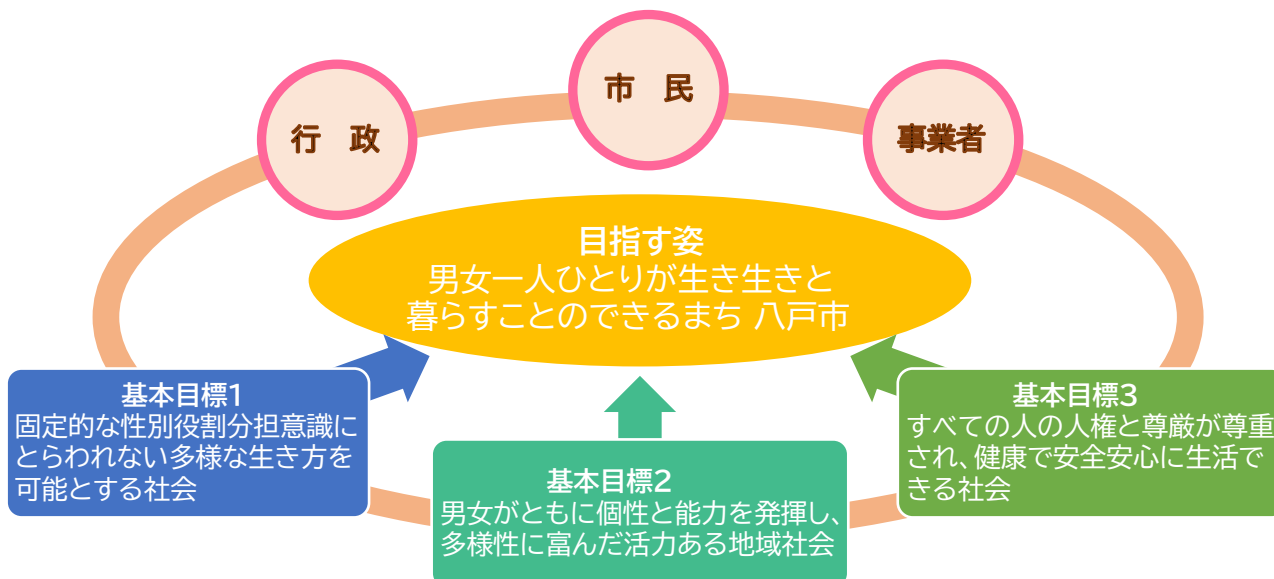 市　民
行　政
事業者
目指す姿
男女一人ひとりが生き生きと
暮らすことのできるまち 八戸市
基本目標1
固定的な性別役割分担意識に
とらわれない多様な生き方を
可能とする社会
基本目標2
男女がともに個性と能力を発揮し、
多様性に富んだ活力ある地域社会
基本目標3
すべての人の人権と尊厳が尊重
され、健康で安全安心に生活で
きる社会